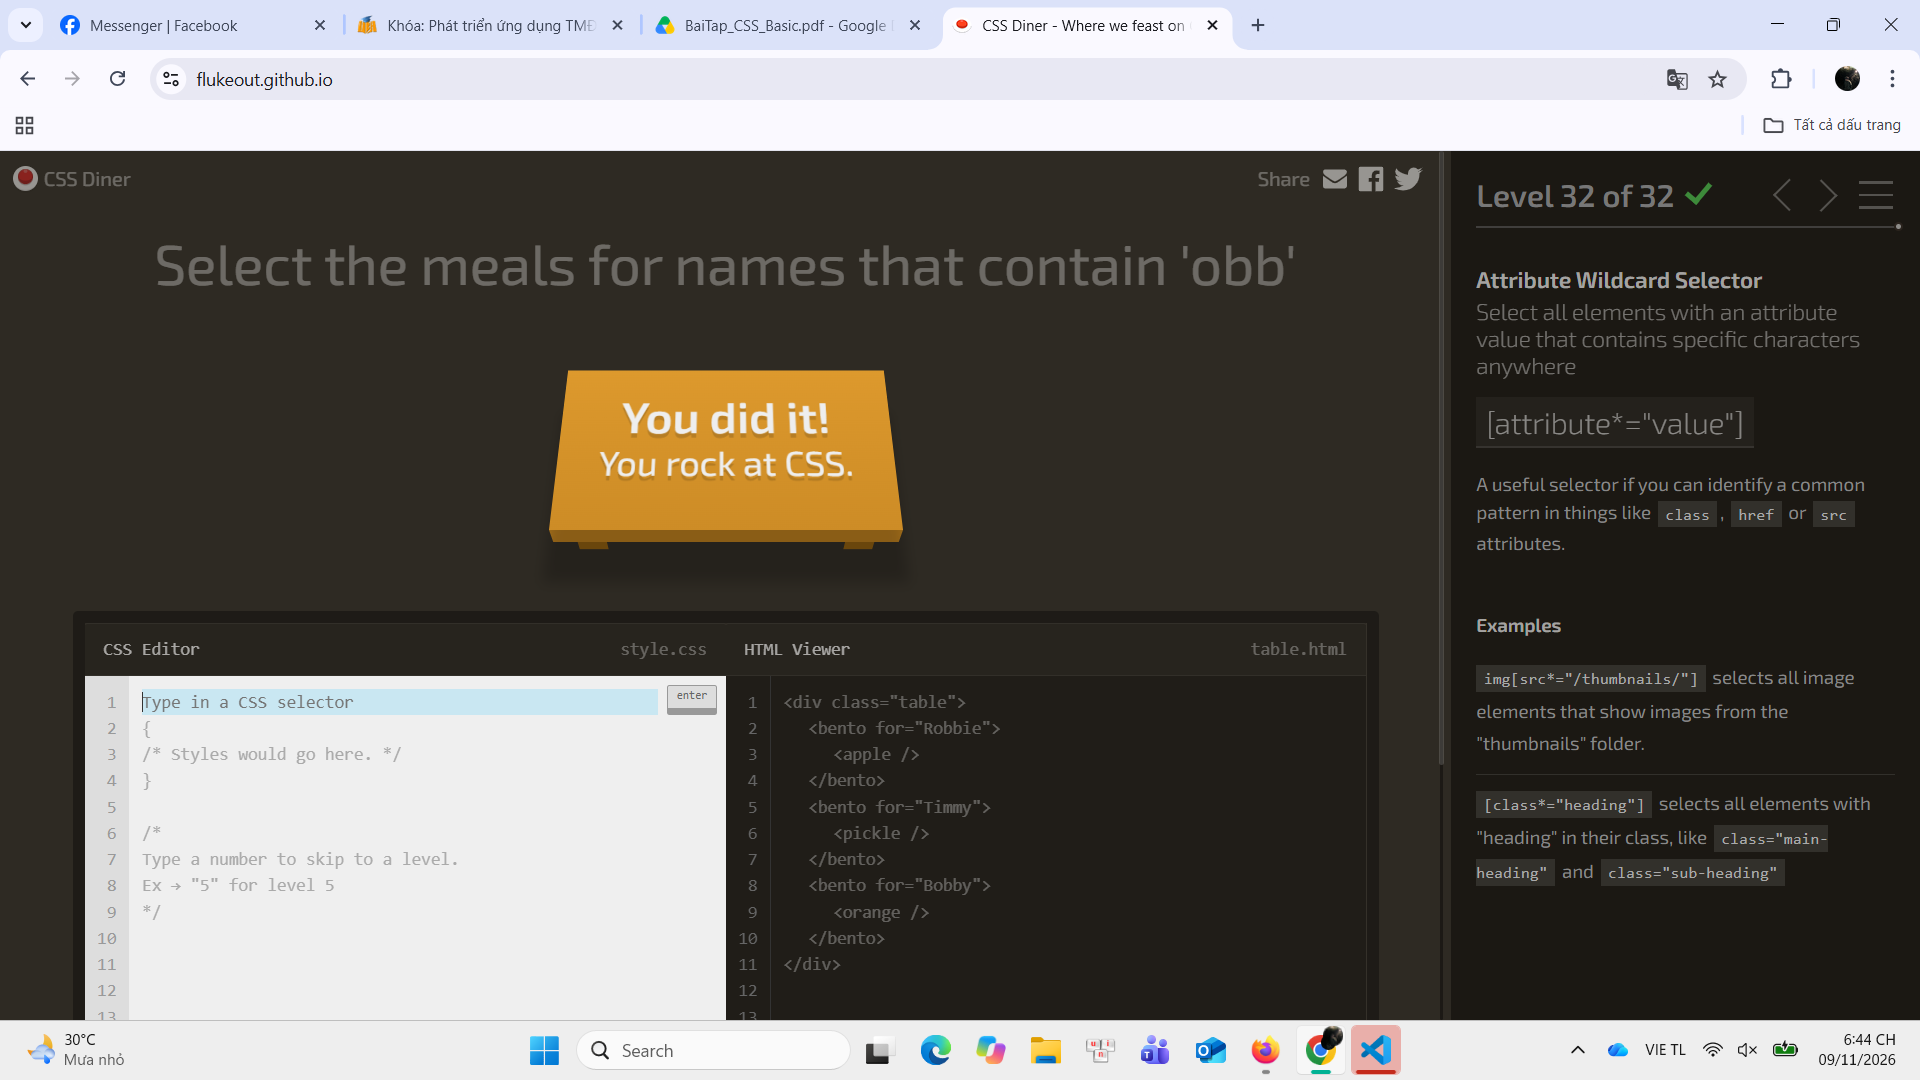 Messenger | Facebook
Khóa: Phát triển ứng dụng TMĐ
BaiTap_CSS_Basic.pdf - Google
CSS Diner - Where we feast on
flukeout.github.io
Tất cả dấu trang
CSS Diner
Share
Select the meals for names that contain 'obb'
You did it!
You rock at CSS.
CSS Editor
style.css
1 Type in a CSS selector
enter
2 {
3 /* Styles would go here. */
4 }
5
6 /*
7 Type a number to skip to a level.
8 Ex → "5" for level 5
9 */
10
11
12
13
HTML Viewer
table.html
1 <div class="table">
2 <bento for="Robbie">
3 <apple />
4 </bento>
5 <bento for="Timmy">
6 <pickle />
7 </bento>
8 <bento for="Bobby">
9 <orange />
10 </bento>
11 </div>
12
13
Level 32 of 32
Attribute Wildcard Selector
Select all elements with an attribute
value that contains specific characters
anywhere
[attribute*="value"]
A useful selector if you can identify a common
pattern in things like class , href or src
attributes.
Examples
img[src*="/thumbnails/"] selects all image
elements that show images from the
"thumbnails" folder.
[class*="heading"] selects all elements with
"heading" in their class, like class="main-
heading" and class="sub-heading"
30°C
Mưa nhỏ
Search
VIE TL
6:44 CH
09/11/2026